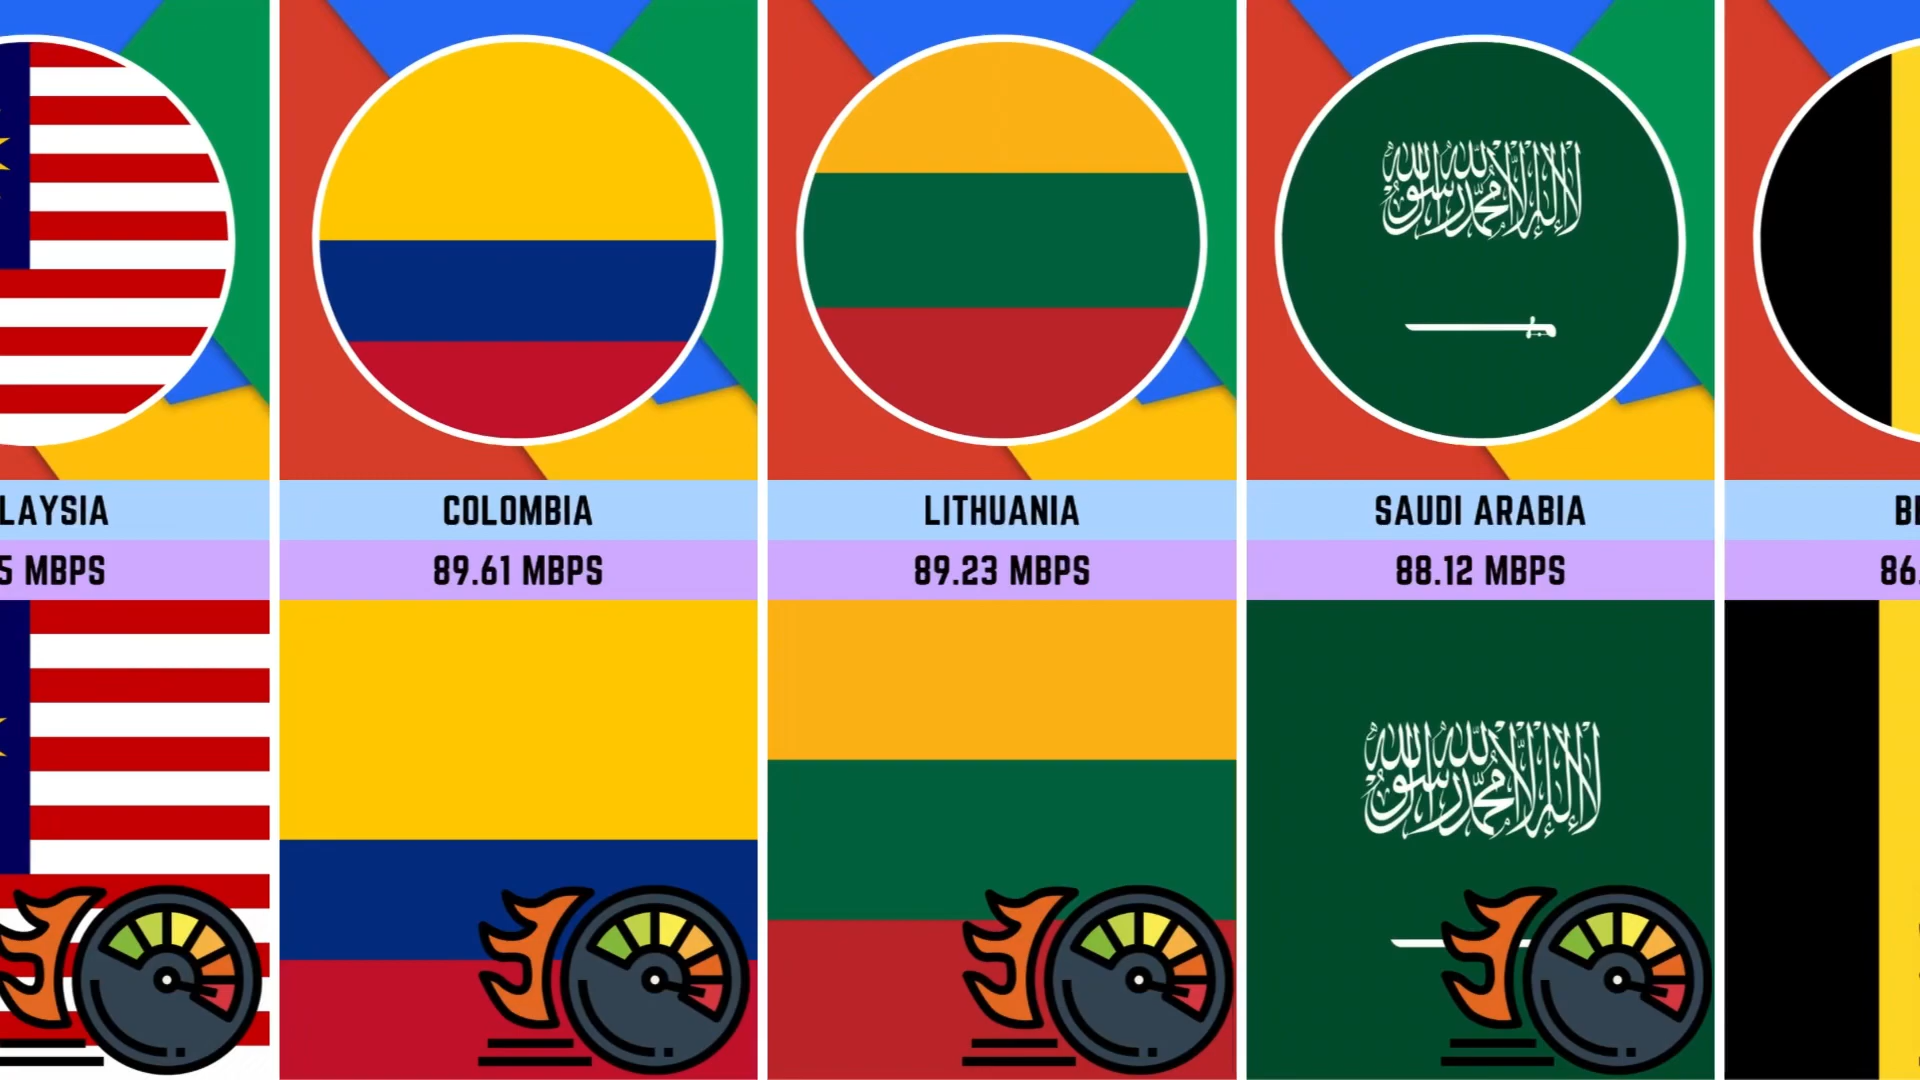 LAYSIA
5 MBPS
COLOMBIA
89.61 MBPS
LITHUANIA
89.23 MBPS
لا إله إلا الله محمد رسول الله
SAUDI ARABIA
88.12 MBPS
لا إله إلا الله محمد رسول الله
86.